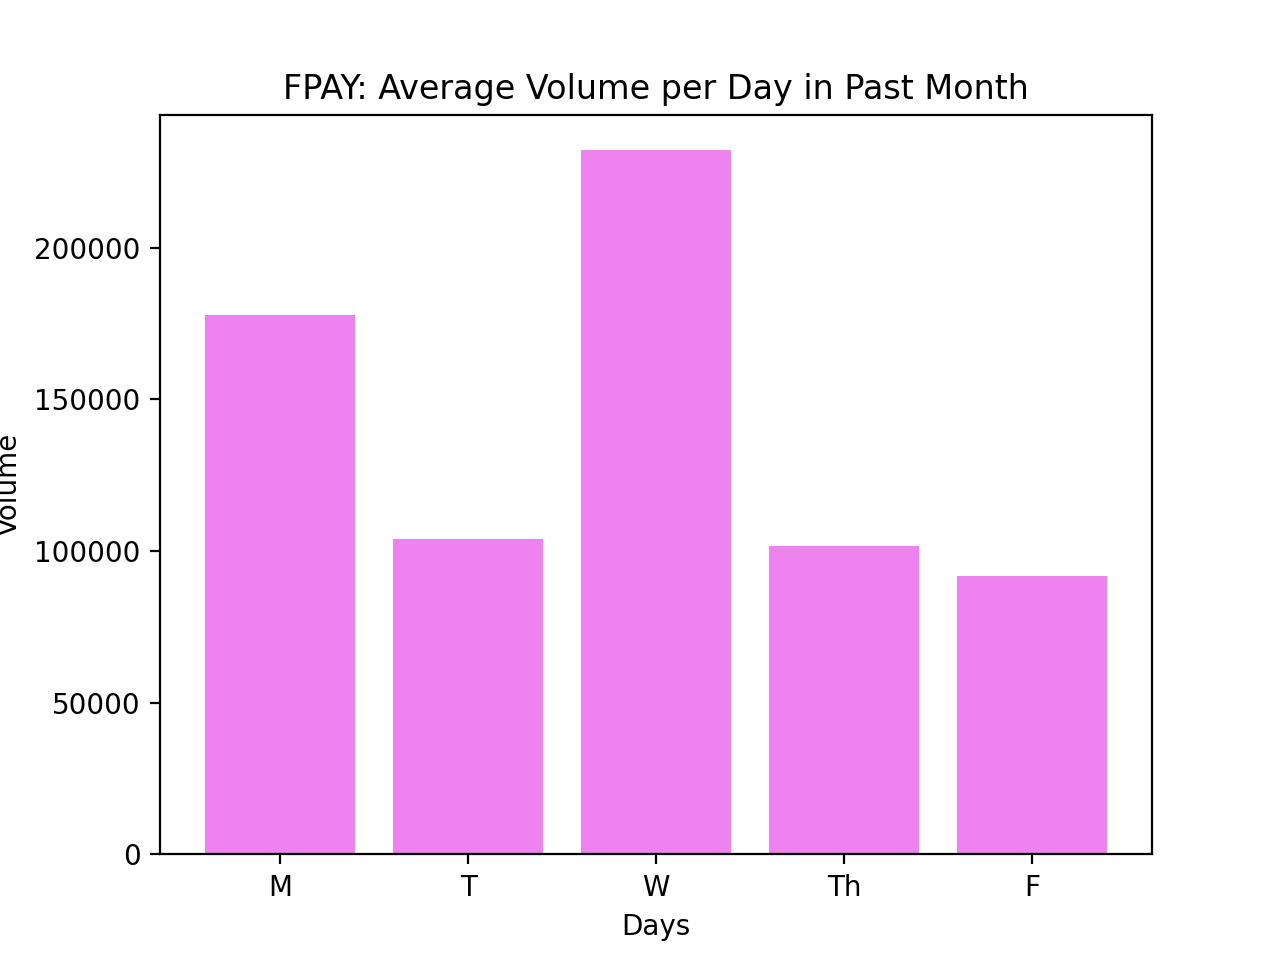 FPAY: Average Volume per Day in Past Month
Volume
200000
150000
100000
50000
0
M T W Th F
Days